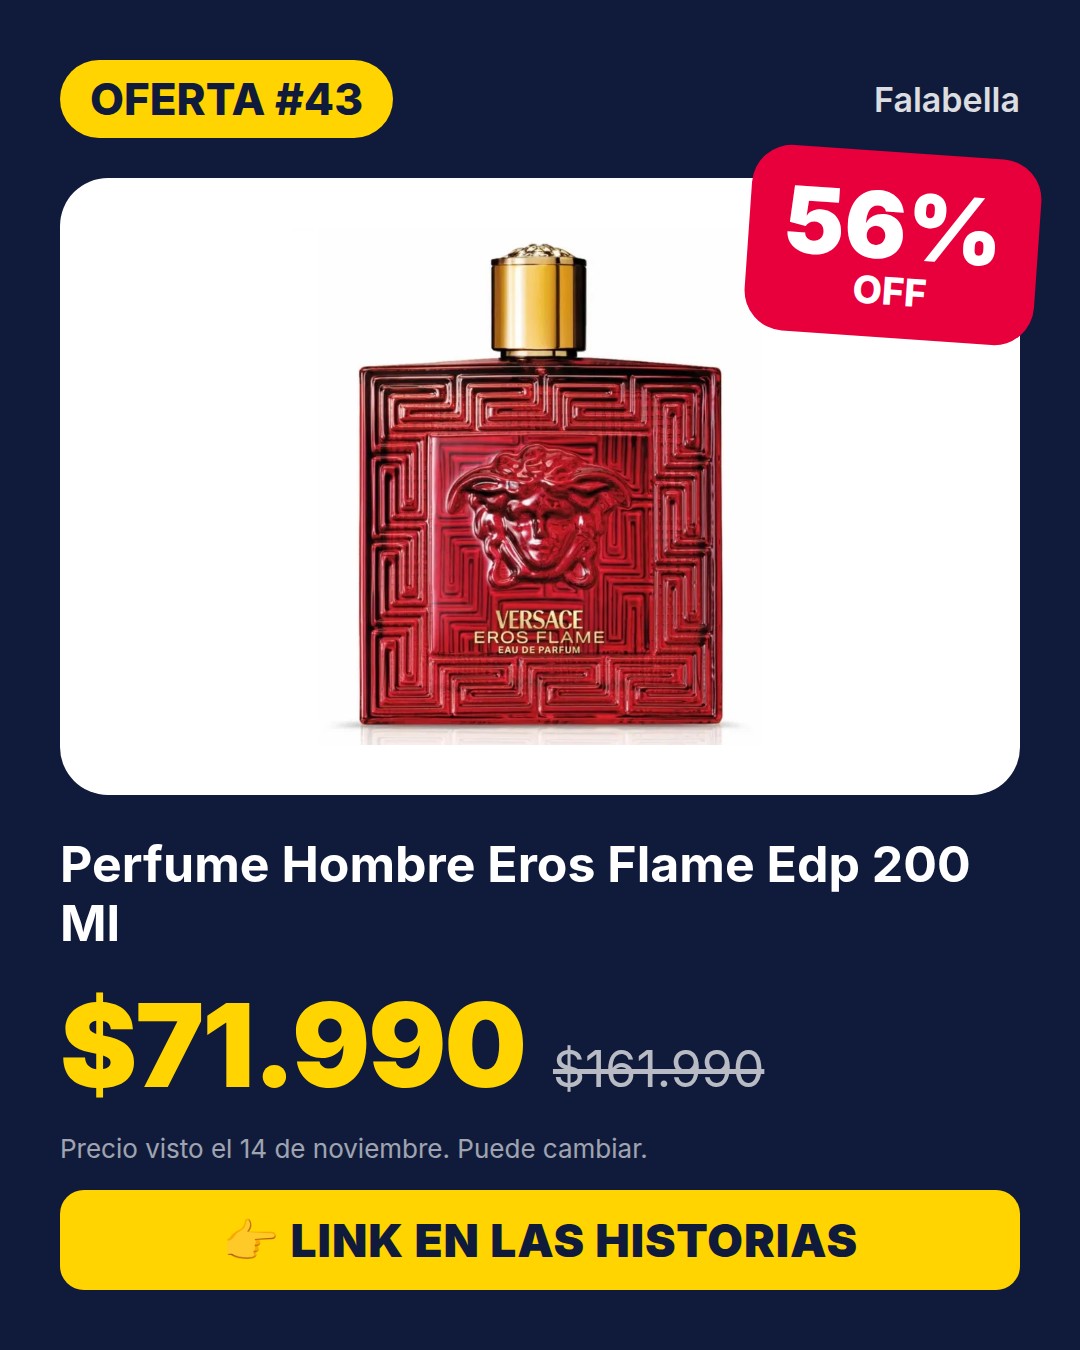 OFERTA #43
Falabella
56%
OFF
VERSACE
EROS FLAME
EAU DE PARFUM
Perfume Hombre Eros Flame Edp 200
Ml
$71.990 $161.990
Precio visto el 14 de noviembre. Puede cambiar.
👉 LINK EN LAS HISTORIAS